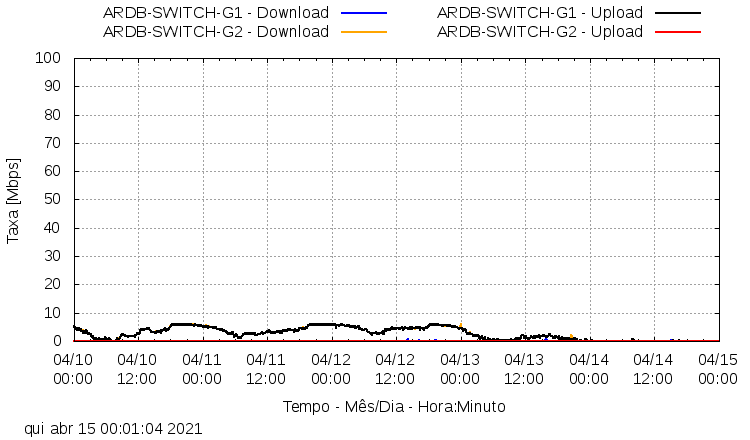 ARDB-SWITCH-G1 - Download ARDB-SWITCH-G1 - Upload
ARDB-SWITCH-G2 - Download ARDB-SWITCH-G2 - Upload
Taxa [Mbps]
100
90
80
70
60
50
40
30
20
10
0
04/10 04/10 04/11 04/11 04/12 04/12 04/13 04/13 04/14 04/14 04/15
00:00 12:00 00:00 12:00 00:00 12:00 00:00 12:00 00:00 12:00 00:00
Tempo - Mês/Dia - Hora:Minuto
qui abr 15 00:01:04 2021